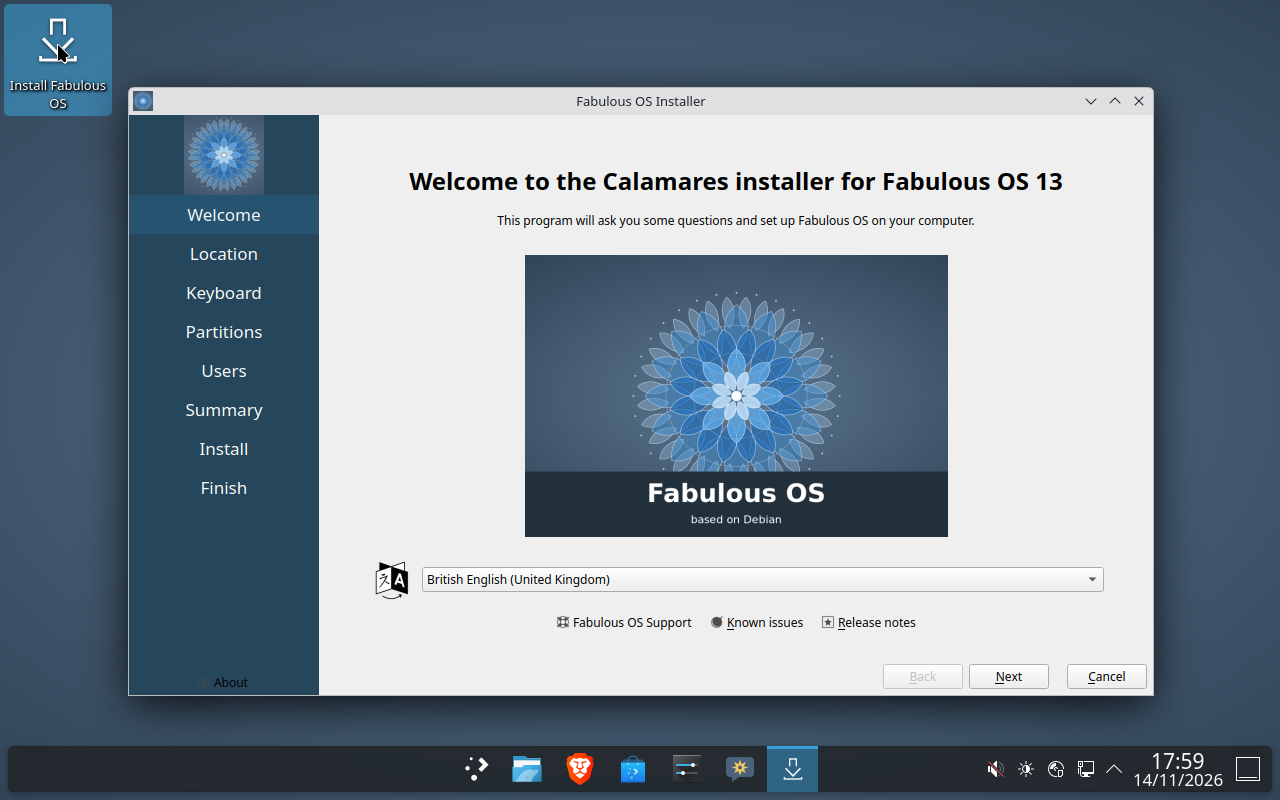 Install Fabulous
OS
Fabulous OS Installer
Welcome
Location
Keyboard
Partitions
Users
Summary
Install
Finish
About
Welcome to the Calamares installer for Fabulous OS 13
This program will ask you some questions and set up Fabulous OS on your computer.
Fabulous OS
based on Debian
British English (United Kingdom)
Fabulous OS Support
Known issues
Release notes
Back
Next
Cancel
17:59
14/11/2026